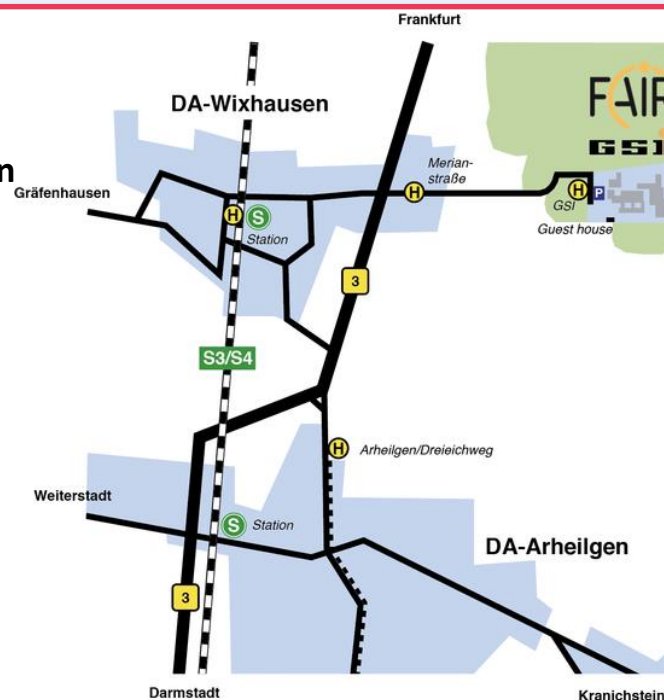 Frankfurt
DA-Wixhausen
FAIR
GSI
n
Merian-
straße
Gräfenhausen
H
H
H
P
S
GSI
Station
Guest house
3
S3/S4
H
Arheilgen/Dreieichweg
Weiterstadt
S
Station
DA-Arheilgen
3
Darmstadt
Kranichstein